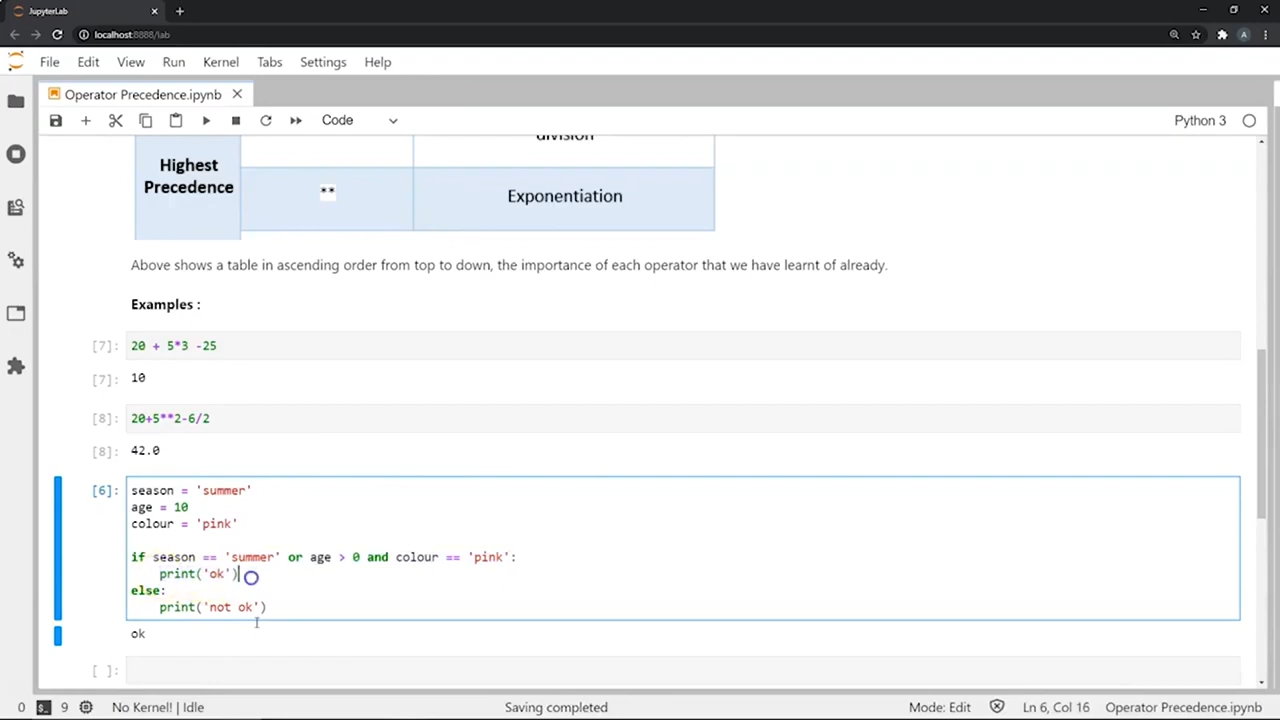 JupyterLab
localhost:8888/lab
A
File Edit View Run Kernel Tabs Settings Help
Operator Precedence.ipynb
Code
Python 3
division
Highest
Precedence
**
Exponentiation
Above shows a table in ascending order from top to down, the importance of each operator that we have learnt of already.
Examples :
[7]: 20 + 5*3 -25
[7]: 10
[8]: 20+5**2-6/2
[8]: 42.0
[6]: season = 'summer'
age = 10
colour = 'pink'
if season == 'summer' or age > 0 and colour == 'pink':
print('ok')
else:
print('not ok')
ok
[ ]:
0 9 No Kernel! | Idle Saving completed Mode: Edit Ln 6, Col 16 Operator Precedence.ipynb